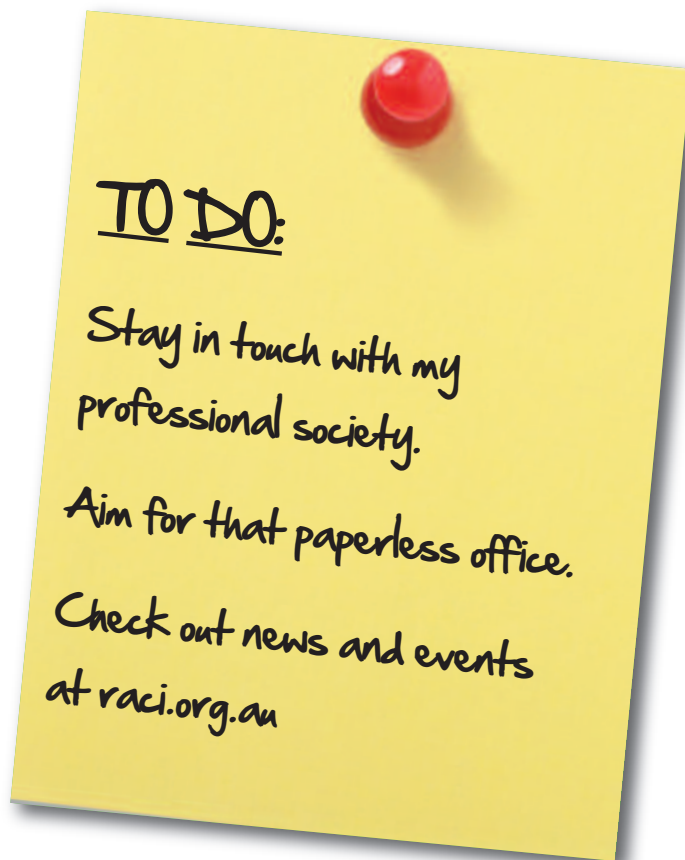 TO DO:
Stay in touch with my
professional society.
Aim for that paperless office.
Check out news and events
at raci.org.au